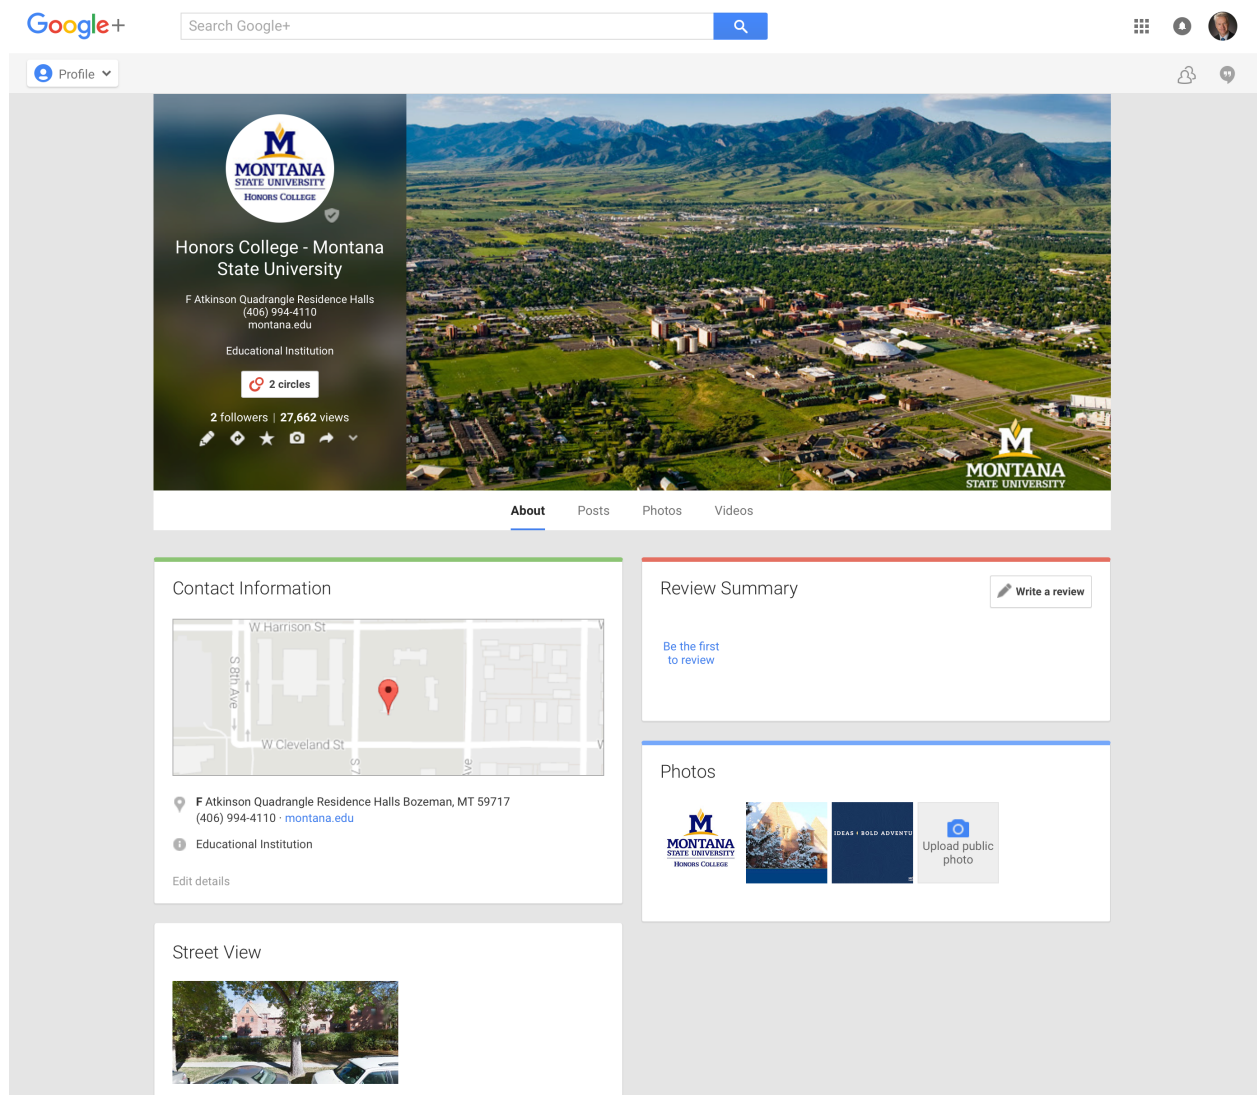 Google+
Search Google+
Profile
M
MONTANA
STATE UNIVERSITY
HONORS COLLEGE
Honors College - Montana
State University
F Atkinson Quadrangle Residence Halls
(406) 994-4110
montana.edu
Educational Institution
2 circles
2 followers | 27,662 views
M
MONTANA
STATE UNIVERSITY
About Posts Photos Videos
Contact Information
W Harrison St
S 8th Ave
W Cleveland St
S 7
Ave
F Atkinson Quadrangle Residence Halls Bozeman, MT 59717
(406) 994-4110 · montana.edu
Educational Institution
Edit details
Street View
Review Summary
Write a review
Be the first
to review
Photos
M
MONTANA
STATE UNIVERSITY
HONORS COLLEGE
IDEAS BOLD ADVENTU
Upload public
photo